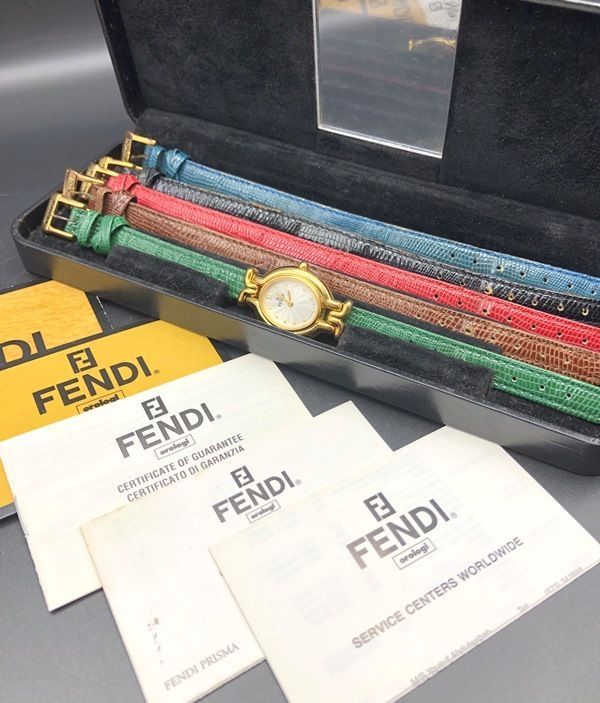 FENDI®
orologi
FENDI®
orologi
CERTIFICATE OF GUARANTEE
CERTIFICATO DI GARANZIA
FENDI®
orologi
FENDI PRISMA
FENDI®
orologi
SERVICE CENTERS WORLDWIDE